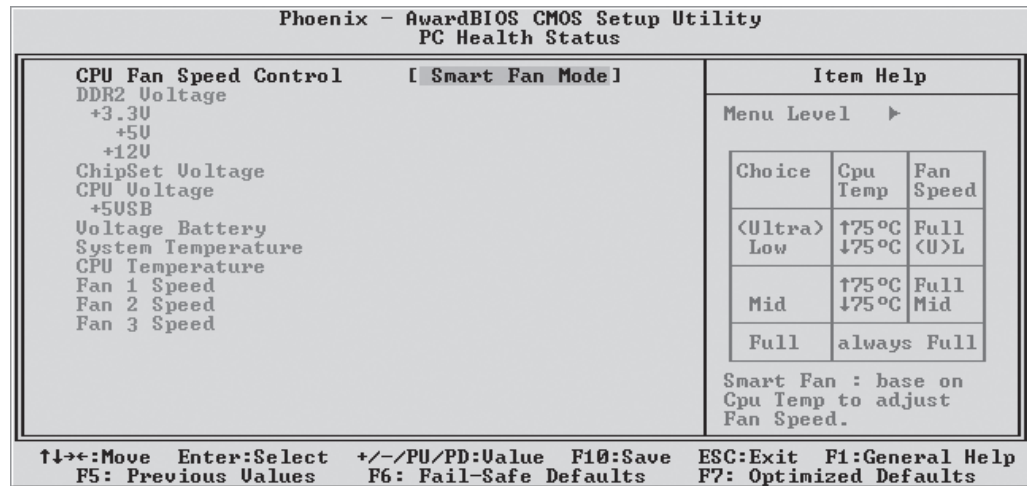 Phoenix - AwardBIOS CMOS Setup Utility
PC Health Status
CPU Fan Speed Control [ Smart Fan Mode]
DDR2 Voltage
+3.3V
+5V
+12V
ChipSet Voltage
CPU Voltage
+5VSB
Voltage Battery
System Temperature
CPU Temperature
Fan 1 Speed
Fan 2 Speed
Fan 3 Speed
Item Help
Menu Level ▸
Choice Cpu Temp Fan Speed
(Ultra) Low ↑75°C Full
↓75°C (U)L
Mid ↑75°C Full
↓75°C Mid
Full always Full
Smart Fan : base on
Cpu Temp to adjust
Fan Speed.
↑↓→←:Move Enter:Select +/-/PU/PD:Value F10:Save ESC:Exit F1:General Help
F5: Previous Values F6: Fail-Safe Defaults F7: Optimized Defaults